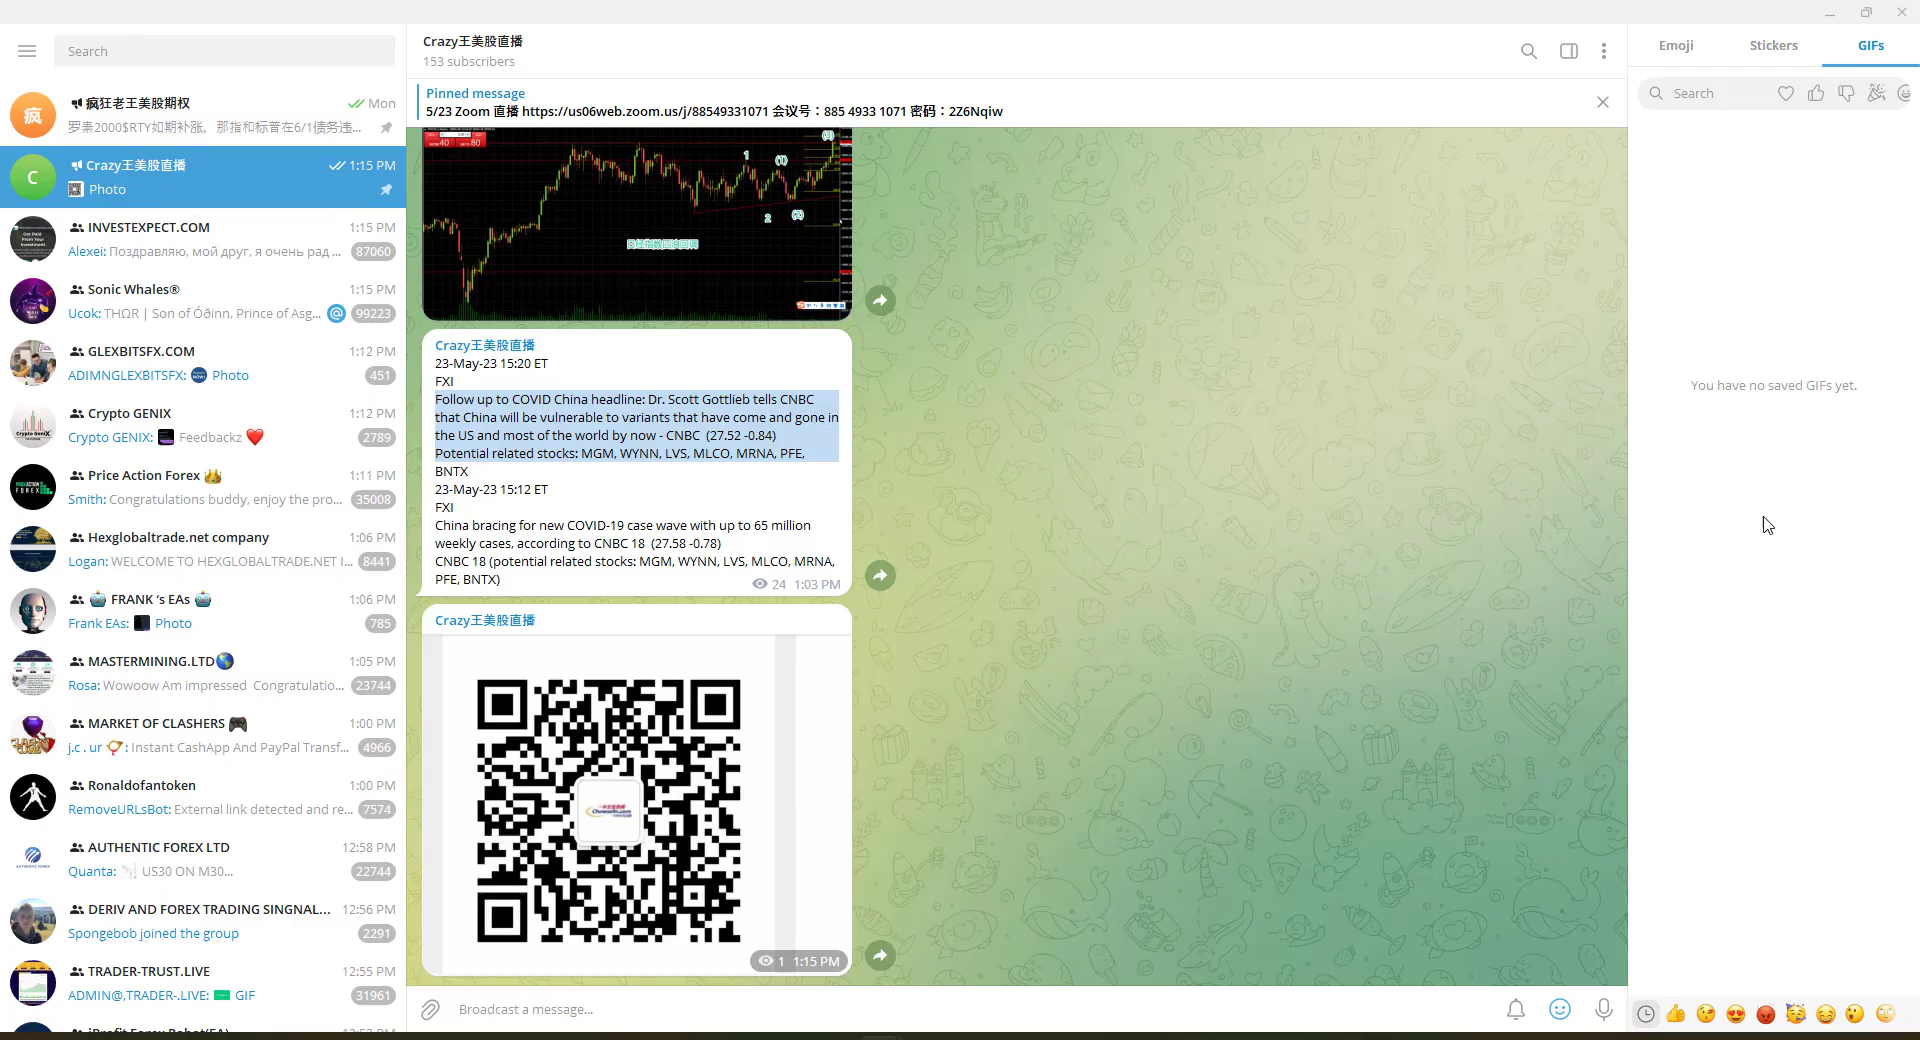 Search
疯
疯狂老王美股期权
Mon
罗素2000$RTY如期补涨，那指和标普在6/1债务违...
C
Crazy王美股直播
1:15 PM
Photo
INVESTEXPECT.COM
1:15 PM
Alexei: Поздравляю, мой друг, я очень рад ...
87060
Sonic Whales®
1:15 PM
Ucok: THΩR | Son of Óðinn, Prince of Asg...
@
99223
GLEXBITSFX.COM
1:12 PM
ADIMNGLEXBITSFX: Photo
451
Crypto GENIX
1:12 PM
Crypto GENIX: Feedbackz ❤️
2789
Price Action Forex 👑
1:11 PM
Smith: Congratulations buddy, enjoy the pro...
35008
Hexglobaltrade.net company
1:06 PM
Logan: WELCOME TO HEXGLOBALTRADE.NET I...
8441
🤖 FRANK ‘s EAs 🤖
1:06 PM
Frank EAs: Photo
785
MASTERMINING.LTD🌎
1:05 PM
Rosa: Wowoow Am impressed Congratulatio...
23744
MARKET OF CLASHERS 🎮
1:00 PM
j.c . ur : Instant CashApp And PayPal Transf...
4966
Ronaldofantoken
1:00 PM
RemoveURLsBot: External link detected and re...
7574
AUTHENTIC FOREX LTD
12:58 PM
Quanta: US30 ON M30...
22744
DERIV AND FOREX TRADING SINGNAL...
12:56 PM
Spongebob joined the group
2291
TRADER-TRUST.LIVE
12:55 PM
ADMIN@,TRADER-.LIVE: GIF
31961
Crazy王美股直播
153 subscribers
Pinned message
5/23 Zoom 直播 https://us06web.zoom.us/j/88549331071 会议号：885 4933 1071 密码：2Z6Nqiw
40
80
1
(1)
2
(2)
(3)
Crazy王美股直播
23-May-23 15:20 ET
FXI
Follow up to COVID China headline: Dr. Scott Gottlieb tells CNBC
that China will be vulnerable to variants that have come and gone in
the US and most of the world by now - CNBC (27.52 -0.84)
Potential related stocks: MGM, WYNN, LVS, MLCO, MRNA, PFE,
BNTX
23-May-23 15:12 ET
FXI
China bracing for new COVID-19 case wave with up to 65 million
weekly cases, according to CNBC 18 (27.58 -0.78)
CNBC 18 (potential related stocks: MGM, WYNN, LVS, MLCO, MRNA,
PFE, BNTX)
24 1:03 PM
Crazy王美股直播
1 1:15 PM
Broadcast a message...
Emoji
Stickers
GIFs
Search
You have no saved GIFs yet.